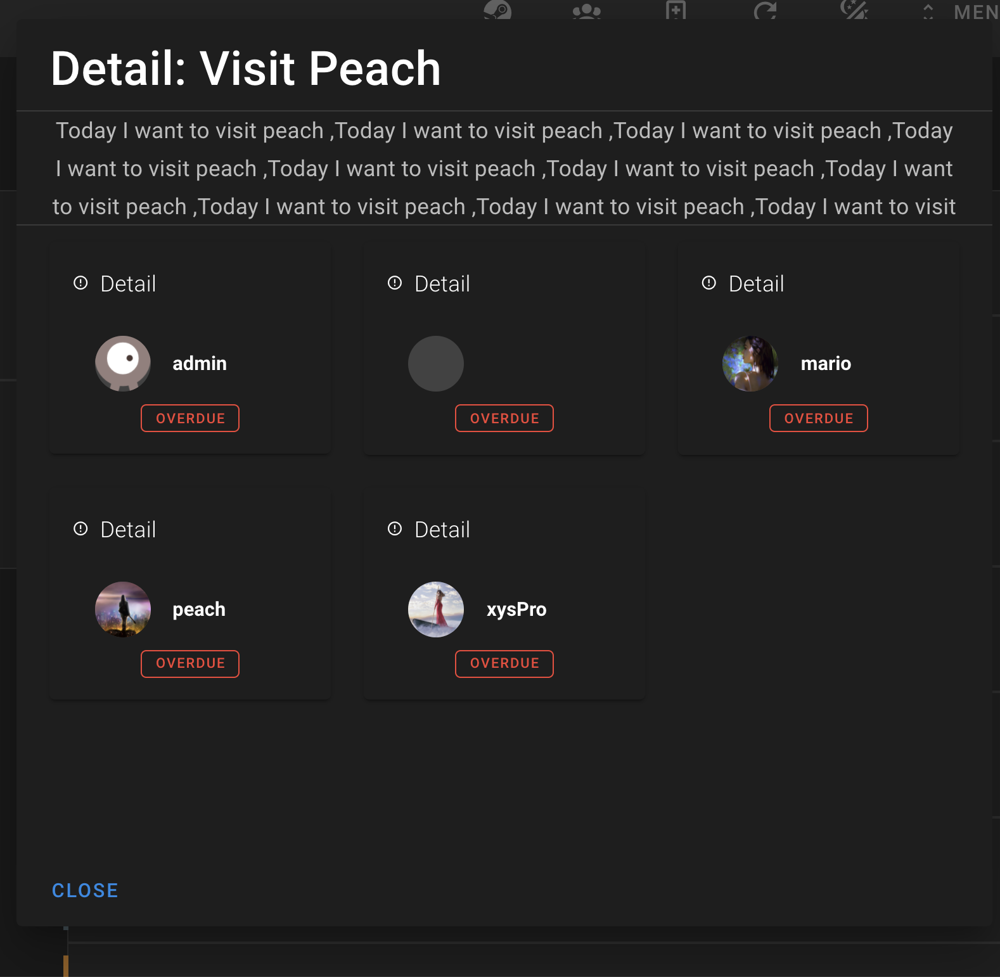 MEN
Detail: Visit Peach
Today I want to visit peach ,Today I want to visit peach ,Today I want to visit peach ,Today
I want to visit peach ,Today I want to visit peach ,Today I want to visit peach ,Today I want
to visit peach ,Today I want to visit peach ,Today I want to visit peach ,Today I want to visit
Detail
admin
OVERDUE
Detail
OVERDUE
Detail
mario
OVERDUE
Detail
peach
OVERDUE
Detail
xysPro
OVERDUE
CLOSE